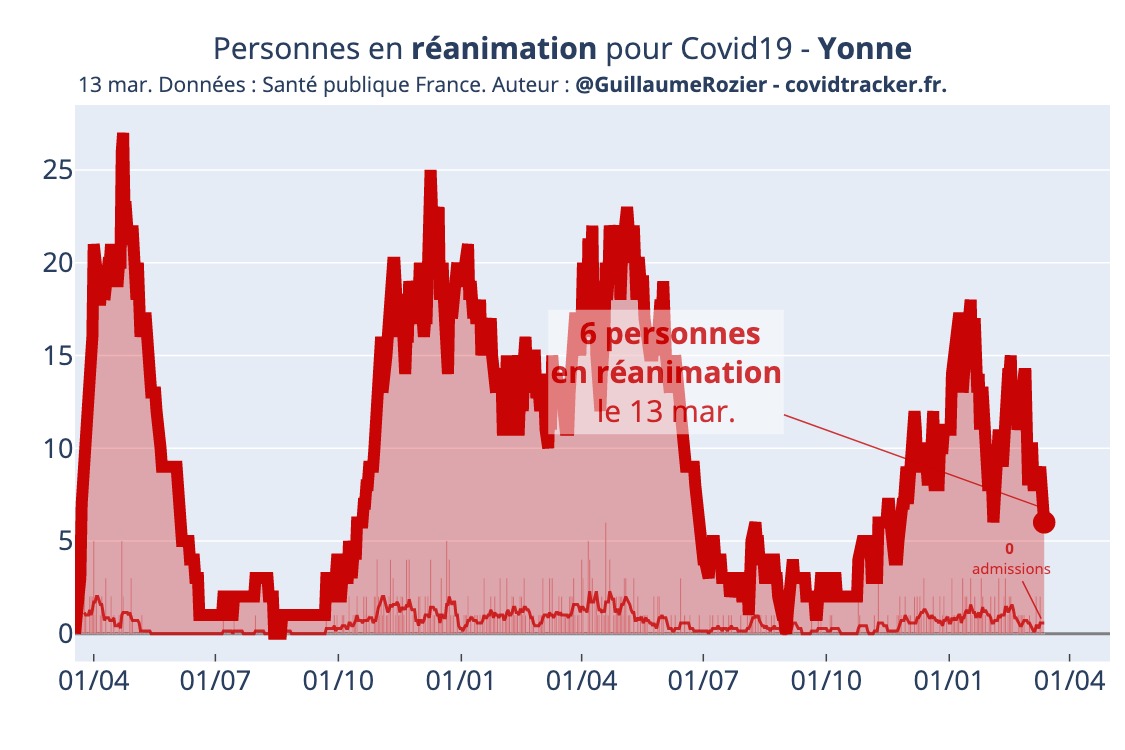 Personnes en réanimation pour Covid19 - Yonne
13 mar. Données : Santé publique France. Auteur : @GuillaumeRozier - covidtracker.fr.
25
20
15
10
5
0
6 personnes
en réanimation
le 13 mar.
0
admissions
01/04
01/07
01/10
01/01
01/04
01/07
01/10
01/01
01/04